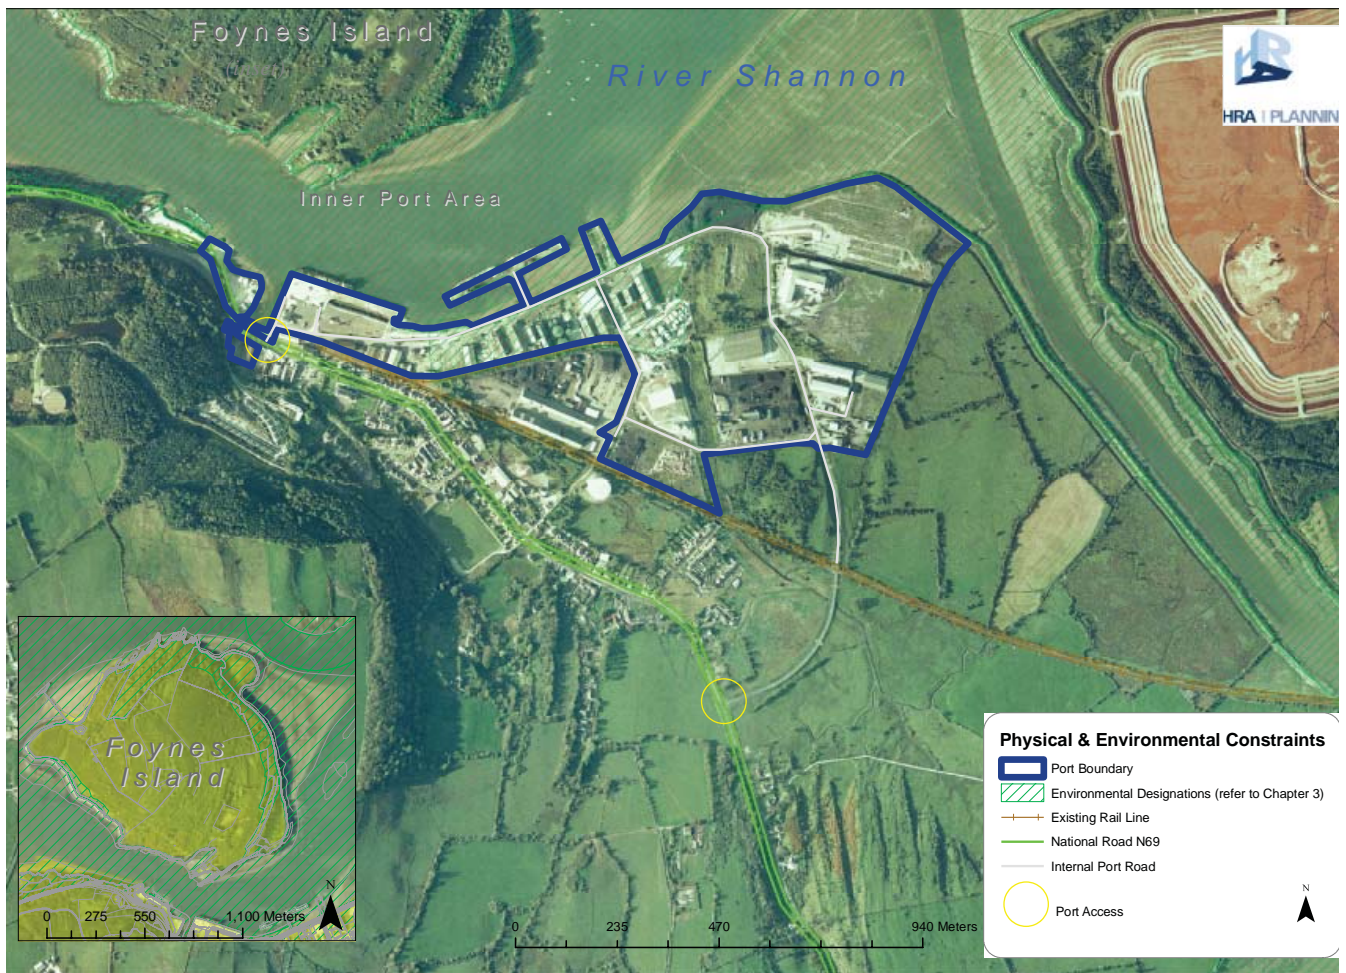 Foynes Island
River Shannon
HRA | PLANNIN
Inner Port Area
Foynes
Island
N
0 275 550 1,100 Meters
0 235 470 940 Meters
Physical & Environmental Constraints
Port Boundary
Environmental Designations (refer to Chapter 3)
Existing Rail Line
National Road N69
Internal Port Road
Port Access
N